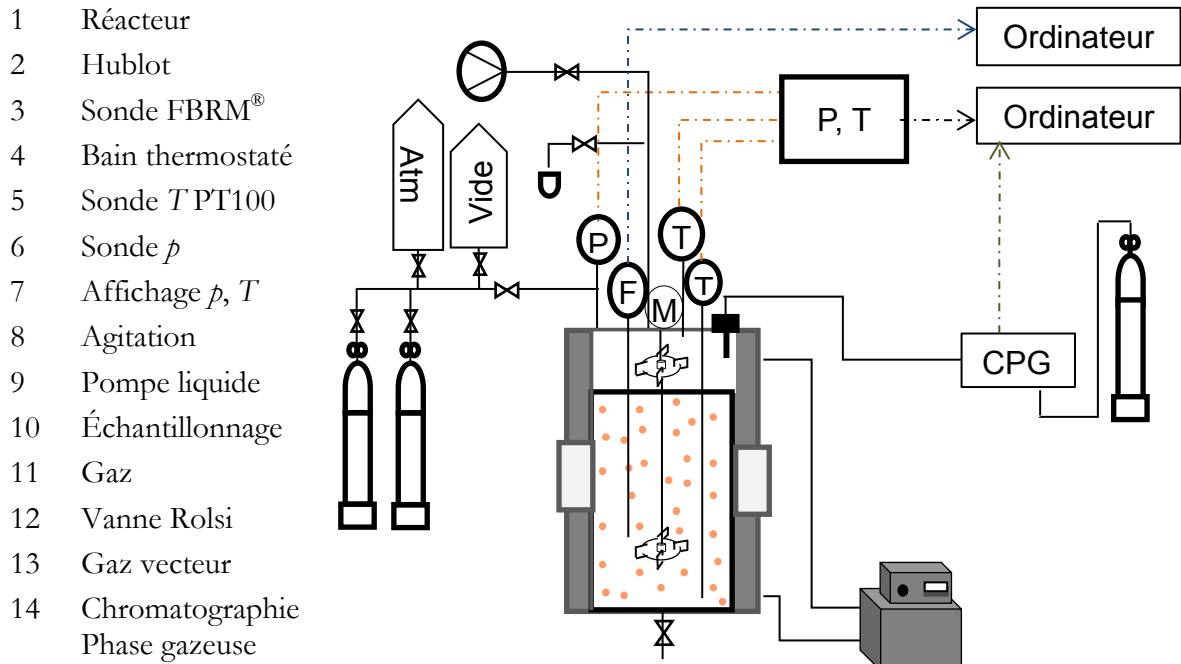 1 Réacteur
2 Hublot
3 Sonde FBRM®
4 Bain thermostaté
5 Sonde T PT100
6 Sonde p
7 Affichage p, T
8 Agitation
9 Pompe liquide
10 Échantillonnage
11 Gaz
12 Vanne Rolsi
13 Gaz vecteur
14 Chromatographie
Phase gazeuse
Ordinateur
P, T
Ordinateur
Atm
Vide
P
T
F
M
T
CPG